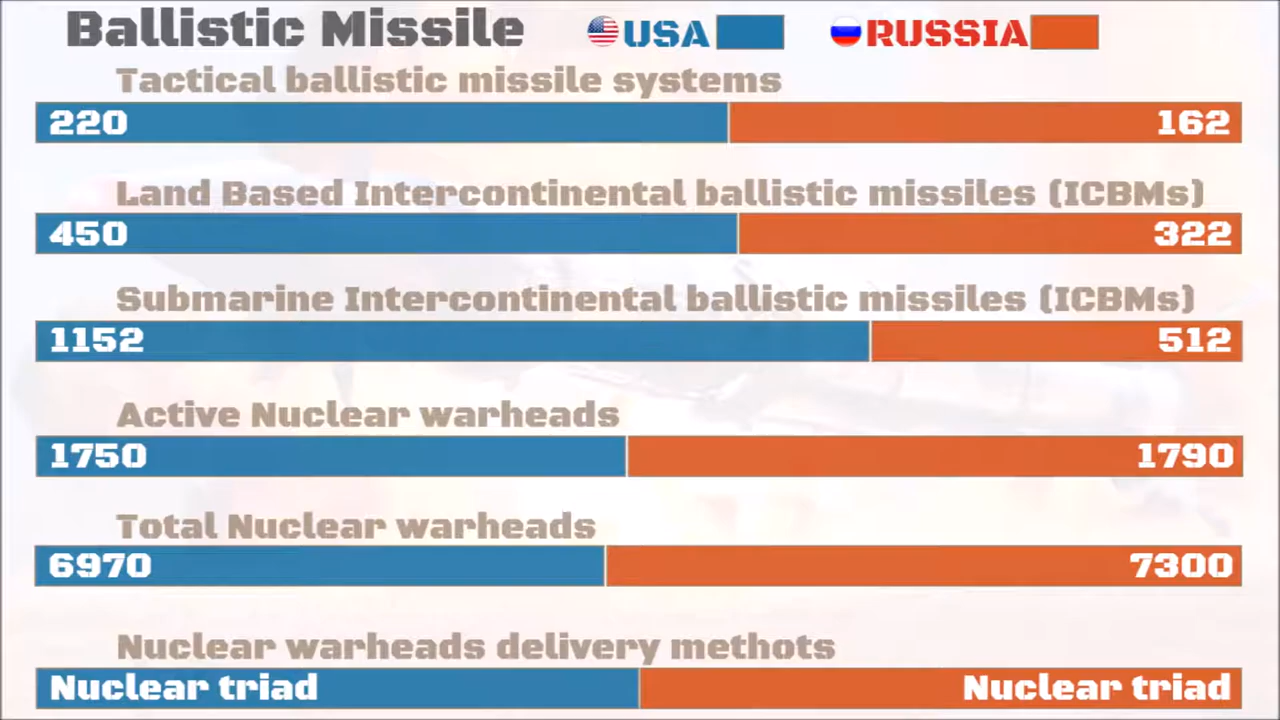 Ballistic Missile USA RUSSIA
Tactical ballistic missile systems
220 162
Land Based Intercontinental ballistic missiles (ICBMs)
450 322
Submarine Intercontinental ballistic missiles (ICBMs)
1152 512
Active Nuclear warheads
1750 1790
Total Nuclear warheads
6970 7300
Nuclear warheads delivery methots
Nuclear triad Nuclear triad